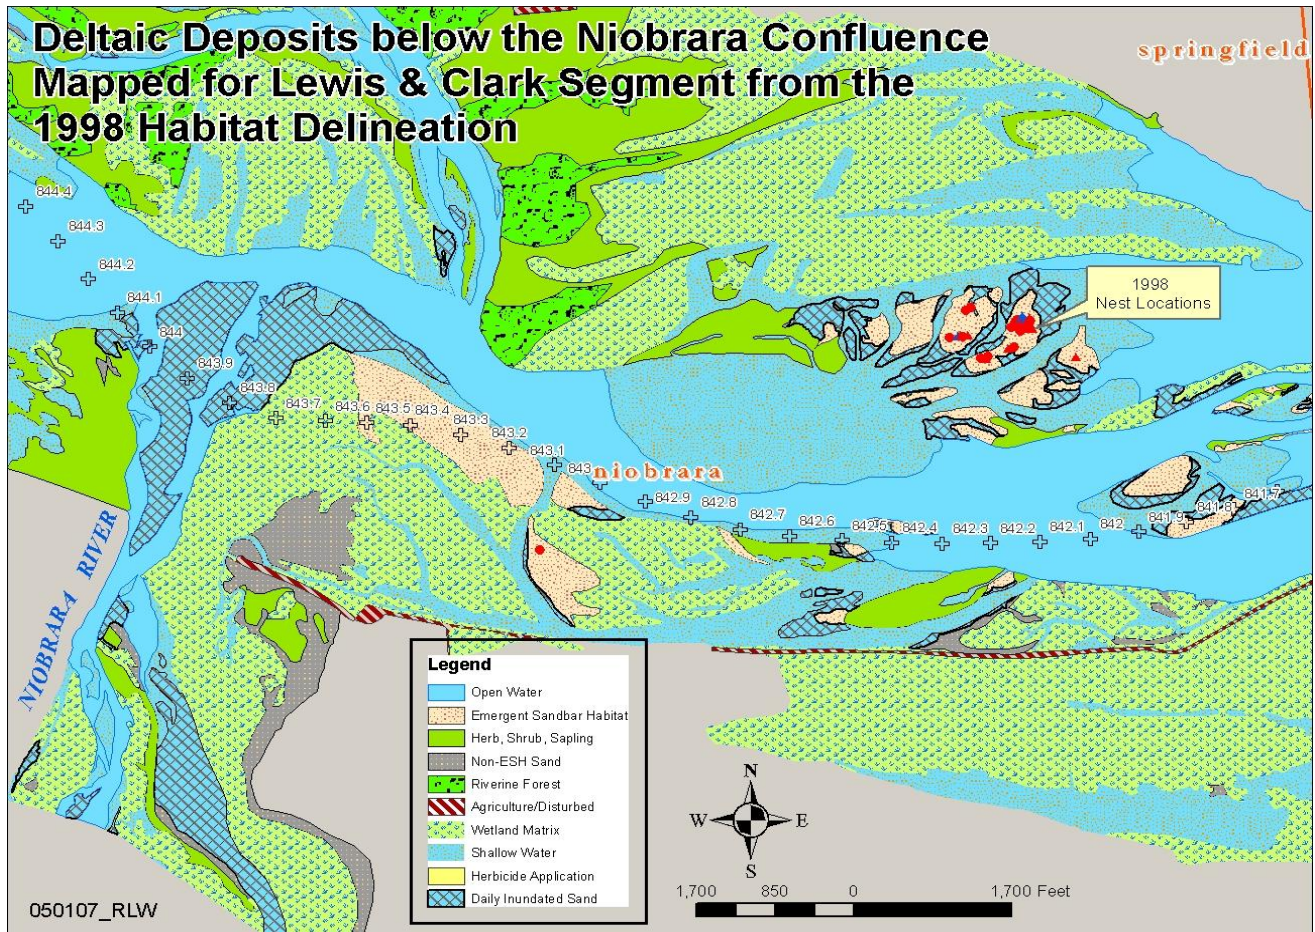 Deltaic Deposits below the Niobrara Confluence
Mapped for Lewis & Clark Segment from the
1998 Habitat Delineation
springfield
844.4
844.3
844.2
844.1
844
843.9
843.8
843.7
843.6
843.5
843.4
843.3
843.2
843.1
843
niobrara
842.9
842.8
842.7
842.6
842.5
842.4
842.3
842.2
842.1
842
841.9
841.8
841.7
1998
Nest Locations
NIOBRARA RIVER
Legend
Open Water
Emergent Sandbar Habitat
Herb, Shrub, Sapling
Non-ESH Sand
Riverine Forest
Agriculture/Disturbed
Wetland Matrix
Shallow Water
Herbicide Application
Daily Inundated Sand
N
W E
S
1,700 850 0 1,700 Feet
050107_RLW